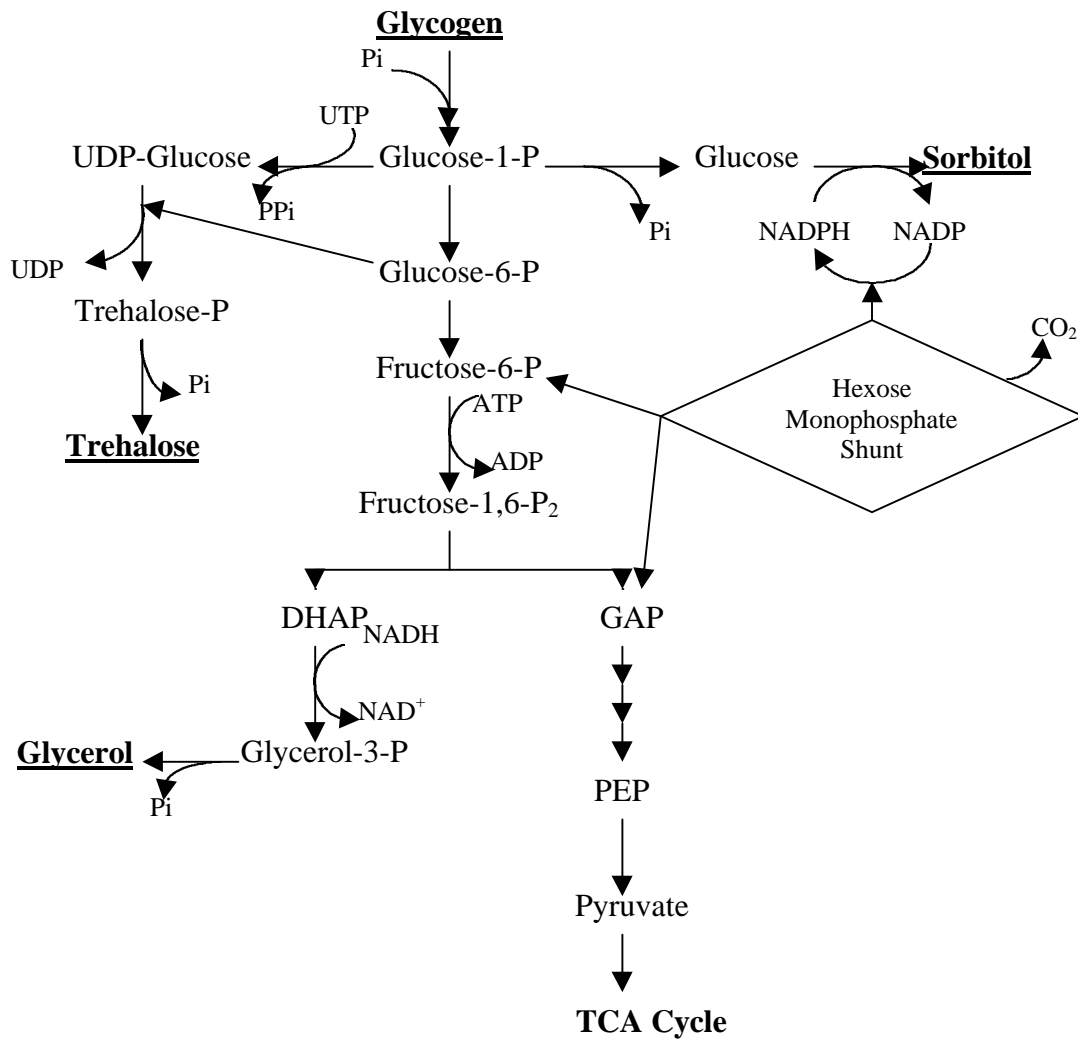 Glycogen
Pi
UTP
UDP-Glucose
Glucose-1-P
Glucose
Sorbitol
PPi
Pi
NADPH
NADP
UDP
Glucose-6-P
Trehalose-P
CO₂
Fructose-6-P
Pi
ATP
Hexose
Monophosphate
Shunt
Trehalose
ADP
Fructose-1,6-P₂
DHAP
NADH
GAP
NAD⁺
Glycerol
Glycerol-3-P
Pi
PEP
Pyruvate
TCA Cycle